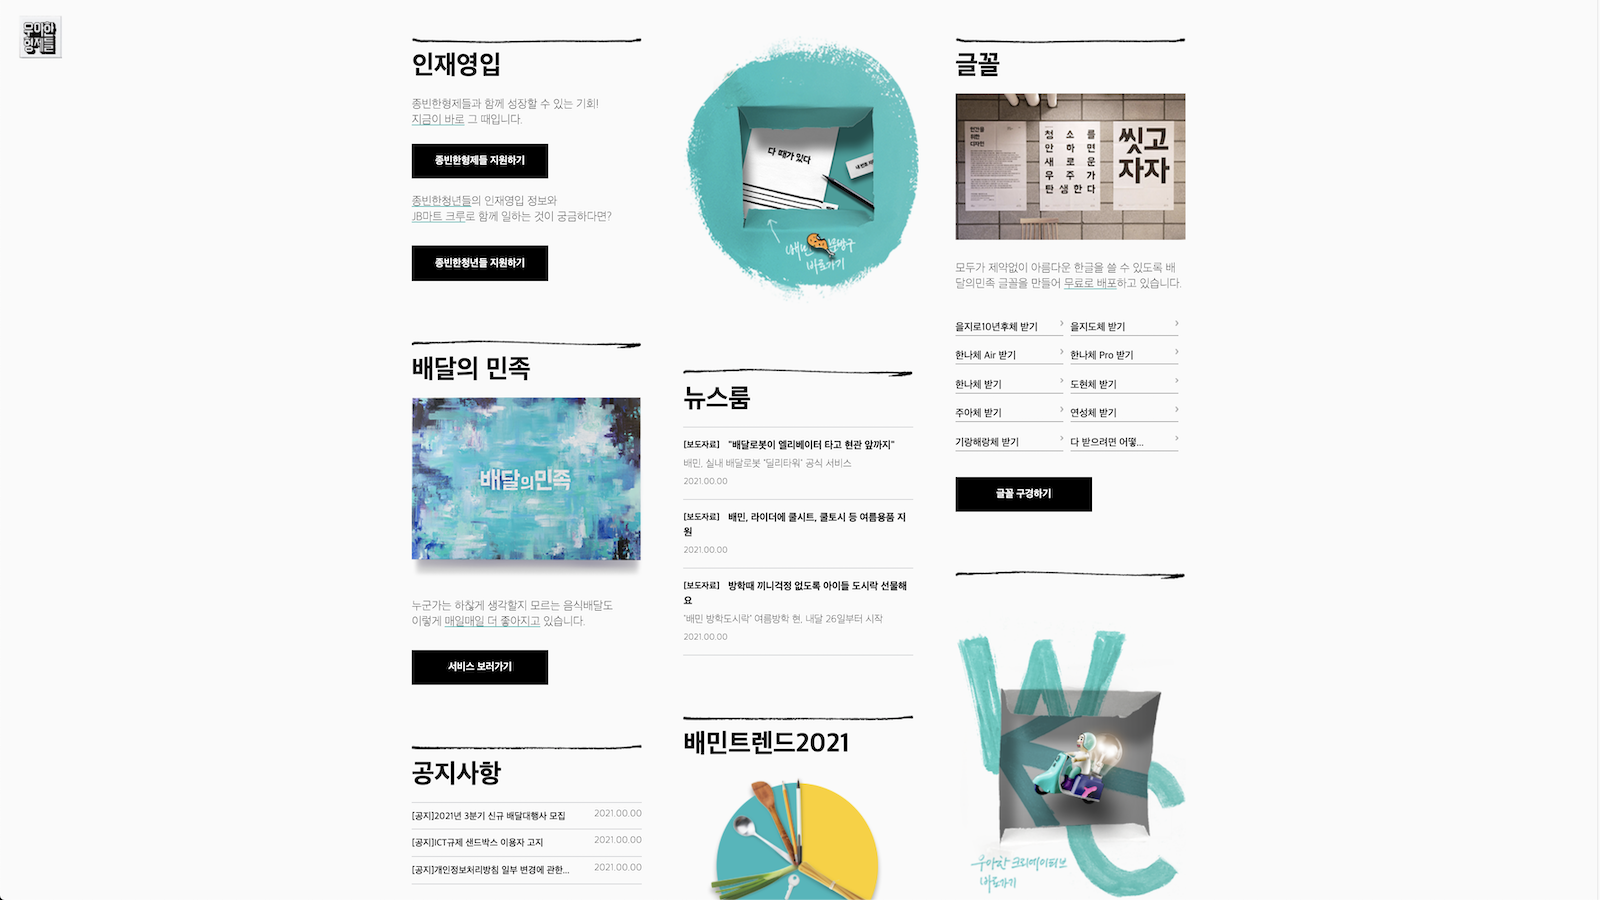 우아한
형제들
인재영입
종빈한형제들과 함께 성장할 수 있는 기회!
지금이 바로 그 때입니다.
종빈한형제들 지원하기
종빈한청년들의 인재영입 정보와
JB마트 크루로 함께 일하는 것이 궁금하다면?
종빈한청년들 지원하기
배달의 민족
배달의민족
누군가는 하찮게 생각할지 모르는 음식배달도
이렇게 매일매일 더 좋아지고 있습니다.
서비스 보러가기
공지사항
[공지]2021년 3분기 신규 배달대행사 모집 2021.00.00
[공지]ICT규제 샌드박스 이용자 고지 2021.00.00
[공지]개인정보처리방침 일부 변경에 관한... 2021.00.00
다 때가 있다
바로가기
뉴스룸
[보도자료] "배달로봇이 엘리베이터 타고 현관 앞까지"
배민, 실내 배달로봇 "딜리타워" 공식 서비스
2021.00.00
[보도자료] 배민, 라이더에 쿨시트, 쿨토시 등 여름용품 지
원
2021.00.00
[보도자료] 방학때 끼니걱정 없도록 아이들 도시락 선물해
요
"배민 방학도시락" 여름방학 현, 내달 26일부터 시작
2021.00.00
배민트렌드2021
글꼴
인간을
위한
디자인
청 소 를
안 하 면
새 로 운
우 주 가
탄 생 한 다
씻고
자자
모두가 제약없이 아름다운 한글을 쓸 수 있도록 배
달의민족 글꼴을 만들어 무료로 배포하고 있습니다.
을지로10년후체 받기 › 을지도체 받기 ›
한나체 Air 받기 › 한나체 Pro 받기 ›
한나체 받기 › 도현체 받기 ›
주아체 받기 › 연성체 받기 ›
기랑해랑체 받기 › 다 받으려면 어떻... ›
글꼴 구경하기
W
C
우아한 크리에이티브
바로가기